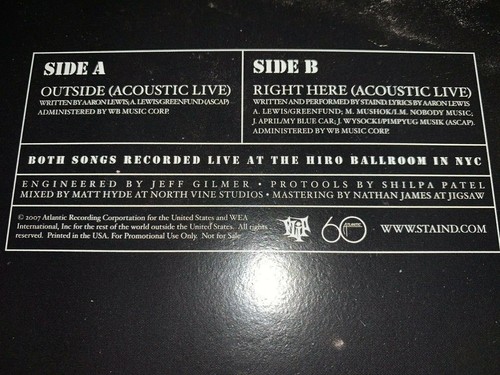 SIDE A
OUTSIDE (ACOUSTIC LIVE)
WRITTEN BY AARON LEWIS; A. LEWIS/GREENFUND (ASCAP)
ADMINISTERED BY WB MUSIC CORP.
SIDE B
RIGHT HERE (ACOUSTIC LIVE)
WRITTEN AND PERFORMED BY STAIND. LYRICS BY AARON LEWIS
A. LEWIS/GREENFUND; M. MUSHOK/I.M. NOBODY MUSIC;
J. APRIL/MY BLUE CAR; J. WYSOCKI/PIMPYUG MUSIK (ASCAP).
ADMINISTERED BY WB MUSIC CORP.
BOTH SONGS RECORDED LIVE AT THE HIRO BALLROOM IN NYC
ENGINEERED BY JEFF GILMER • PROTOOLS BY SHILPA PATEL
MIXED BY MATT HYDE AT NORTH VINE STUDIOS • MASTERING BY NATHAN JAMES AT JIGSAW
© 2007 Atlantic Recording Corportation for the United States and WEA
International, Inc for the rest of the world outside the United States. All rights
reserved. Printed in the USA. For Promotional Use Only. Not for Sale
FLIP
60
WWW.STAIND.COM